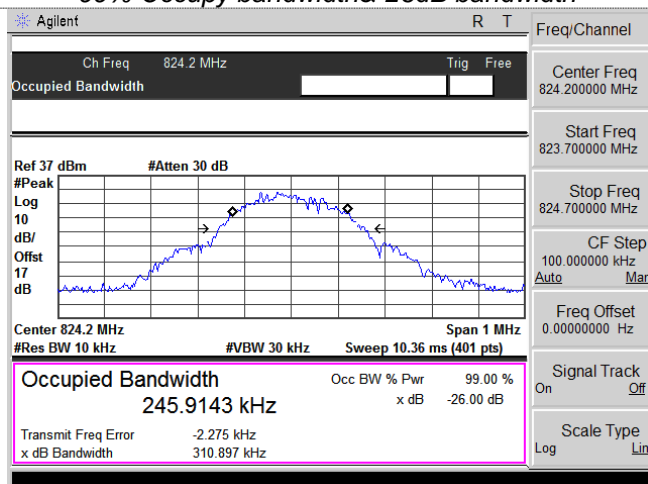 Agilent R T
Freq/Channel
Ch Freq 824.2 MHz Trig Free
Occupied Bandwidth
Center Freq
824.200000 MHz
Start Freq
823.700000 MHz
Stop Freq
824.700000 MHz
CF Step
100.000000 kHz
Auto Man
Freq Offset
0.00000000 Hz
Signal Track
On Off
Scale Type
Log Lin
Ref 37 dBm #Atten 30 dB
#Peak
Log
10
dB/
Offst
17
dB
Center 824.2 MHz Span 1 MHz
#Res BW 10 kHz #VBW 30 kHz Sweep 10.36 ms (401 pts)
Occupied Bandwidth Occ BW % Pwr 99.00 %
245.9143 kHz x dB -26.00 dB
Transmit Freq Error -2.275 kHz
x dB Bandwidth 310.897 kHz